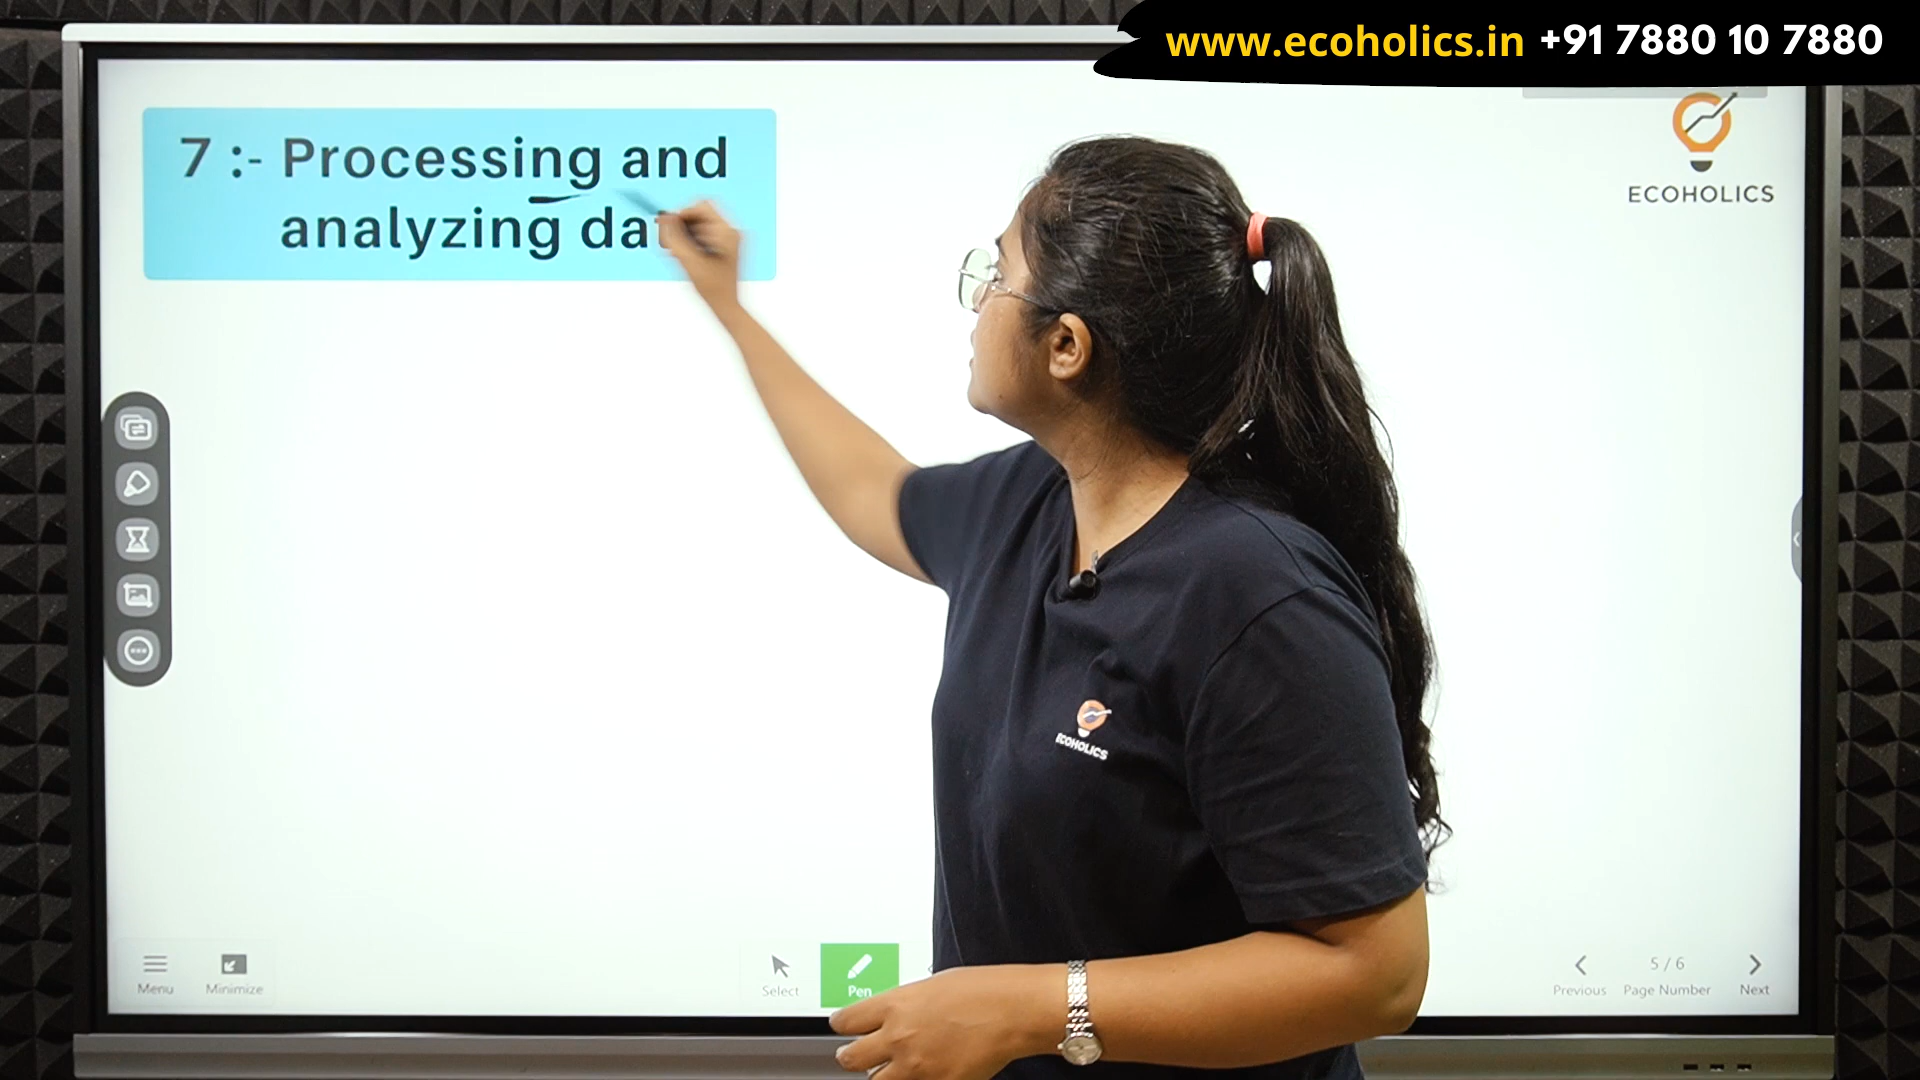 www.ecoholics.in +91 7880 10 7880
7 :- Processing and
analyzing
ECOHOLICS
ECOHOLICS
Menu
Minimize
Select
Pen
Previous
5 / 6
Page Number
Next